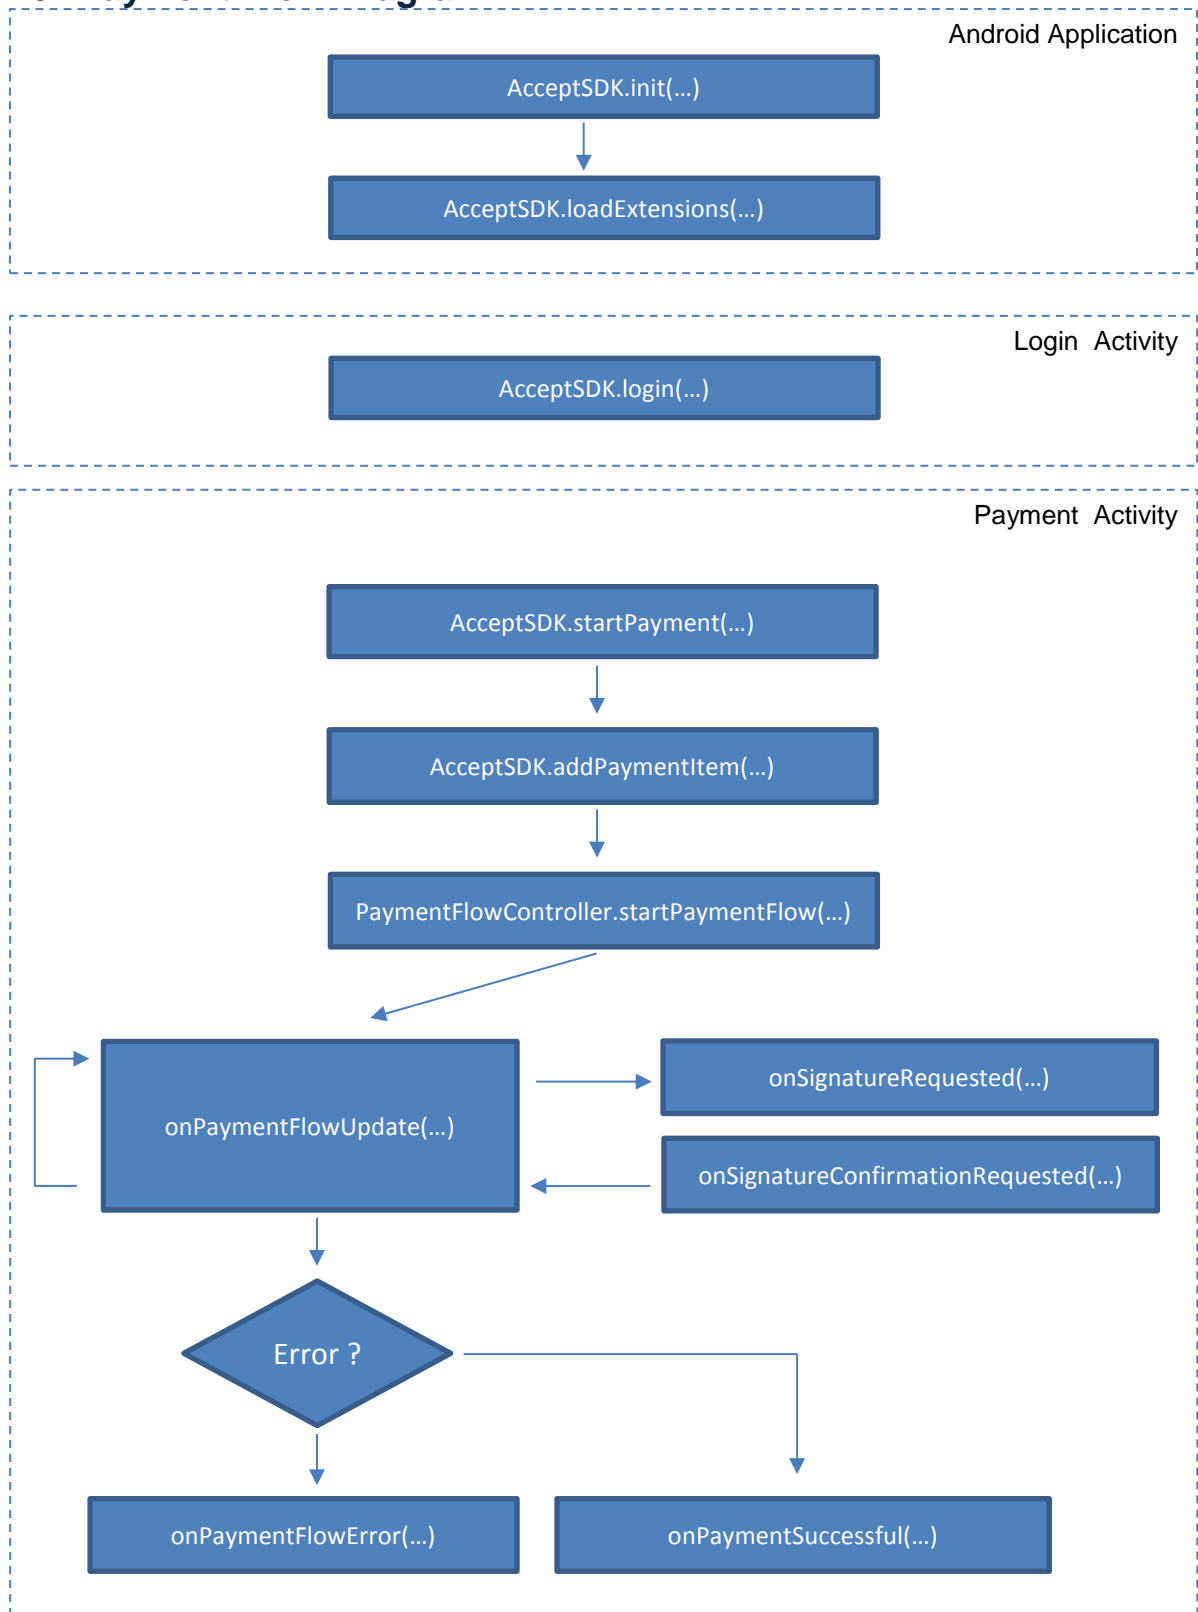 Android Application
AcceptSDK.init(...)
AcceptSDK.loadExtensions(...)
Login Activity
AcceptSDK.login(...)
Payment Activity
AcceptSDK.startPayment(...)
AcceptSDK.addPaymentItem(...)
PaymentFlowController.startPaymentFlow(...)
onPaymentFlowUpdate(...)
onSignatureRequested(...)
onSignatureConfirmationRequested(...)
Error ?
onPaymentFlowError(...)
onPaymentSuccessful(...)